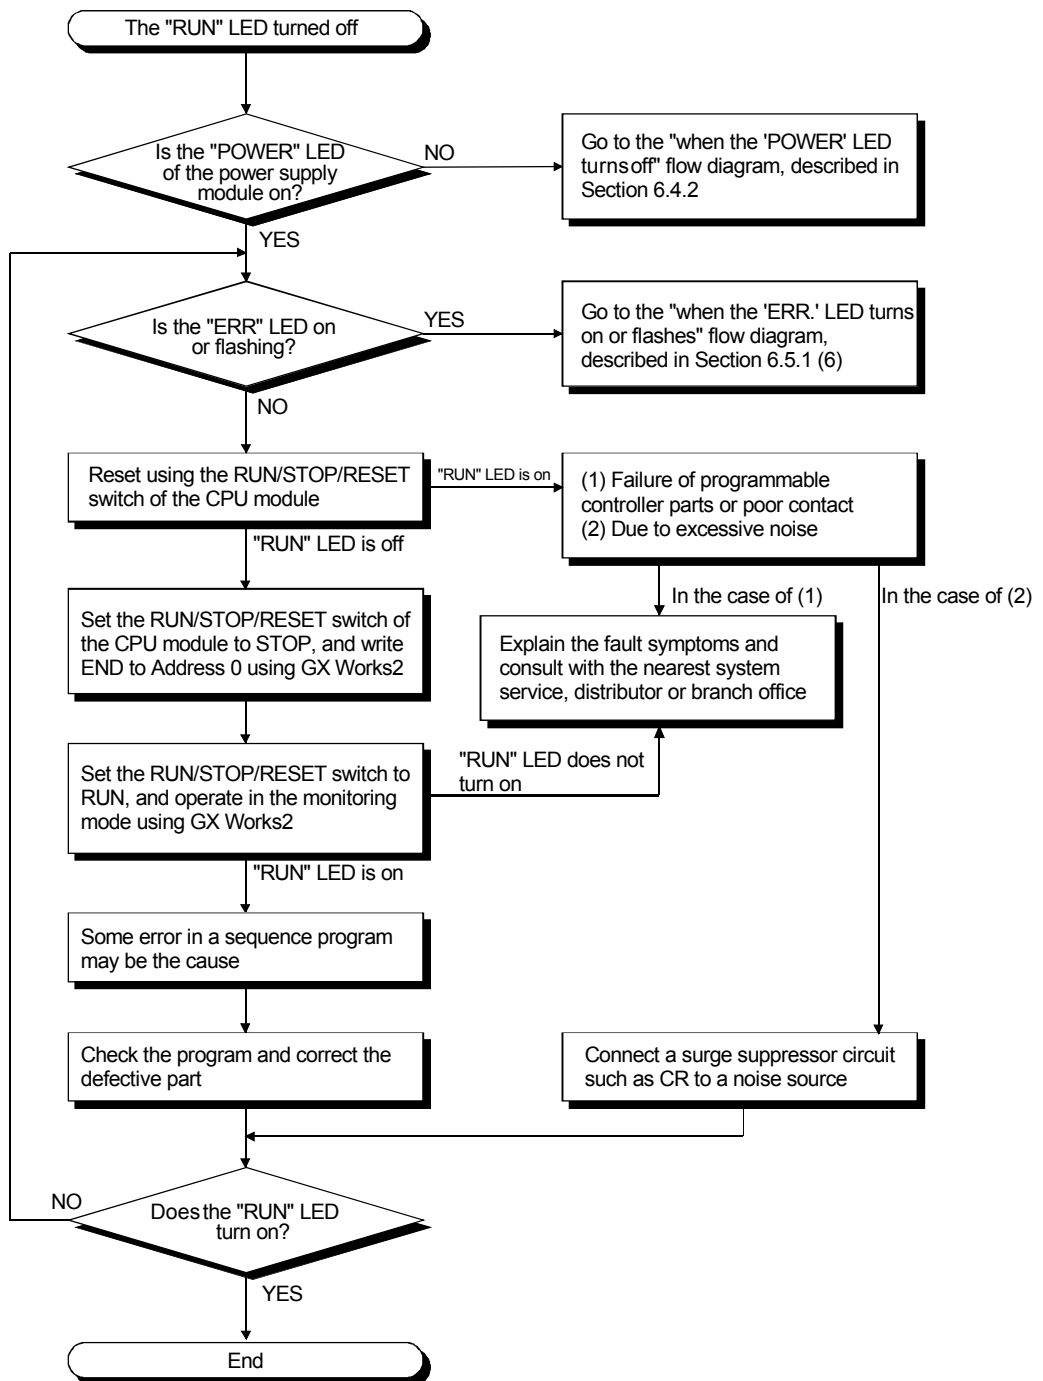 The "RUN" LED turned off
Is the "POWER" LED
of the power supply
module on?
NO
Go to the "when the 'POWER' LED
turns off" flow diagram, described in
Section 6.4.2
YES
Is the "ERR" LED on
or flashing?
YES
Go to the "when the 'ERR.' LED turns
on or flashes" flow diagram,
described in Section 6.5.1 (6)
NO
Reset using the RUN/STOP/RESET
switch of the CPU module
"RUN" LED is on
(1) Failure of programmable
controller parts or poor contact
(2) Due to excessive noise
"RUN" LED is off
In the case of (1)
In the case of (2)
Set the RUN/STOP/RESET switch of
the CPU module to STOP, and write
END to Address 0 using GX Works2
Explain the fault symptoms and
consult with the nearest system
service, distributor or branch office
Set the RUN/STOP/RESET switch to
RUN, and operate in the monitoring
mode using GX Works2
"RUN" LED does not
turn on
"RUN" LED is on
Some error in a sequence program
may be the cause
Check the program and correct the
defective part
Connect a surge suppressor circuit
such as CR to a noise source
NO
Does the "RUN" LED
turn on?
YES
End